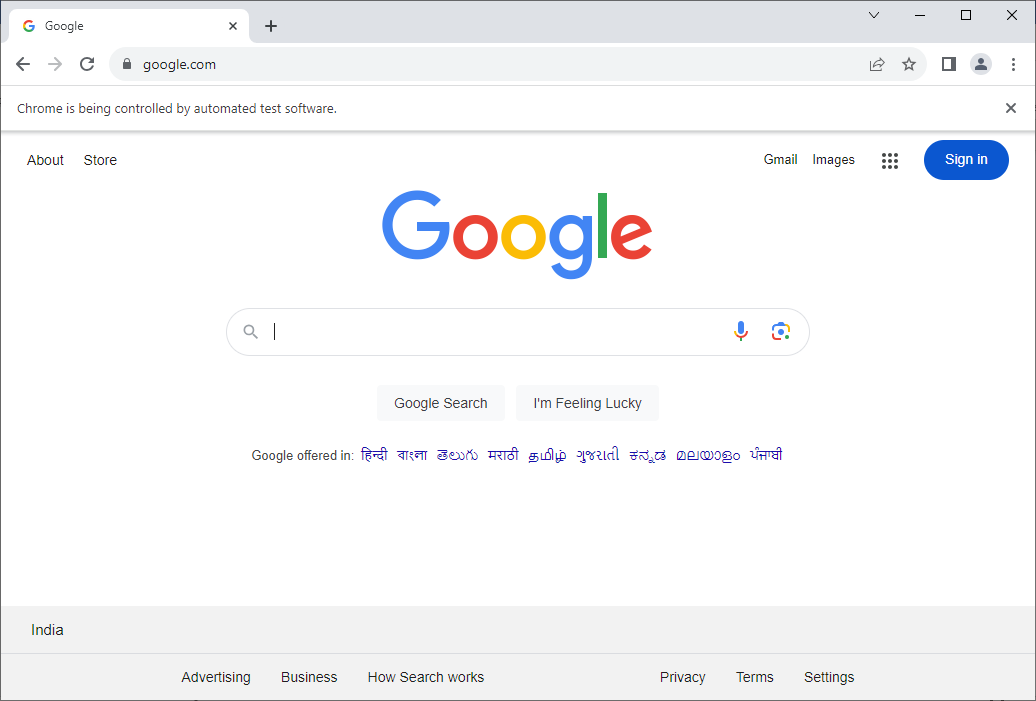 Google
google.com
Chrome is being controlled by automated test software.
About Store Gmail Images Sign in
Google
Google Search I'm Feeling Lucky
Google offered in: हिन्दी বাংলা తెలుగు मराठी தமிழ் ગુજરાતી ಕನ್ನಡ മലയാളം ਪੰਜਾਬੀ
India
Advertising Business How Search works Privacy Terms Settings